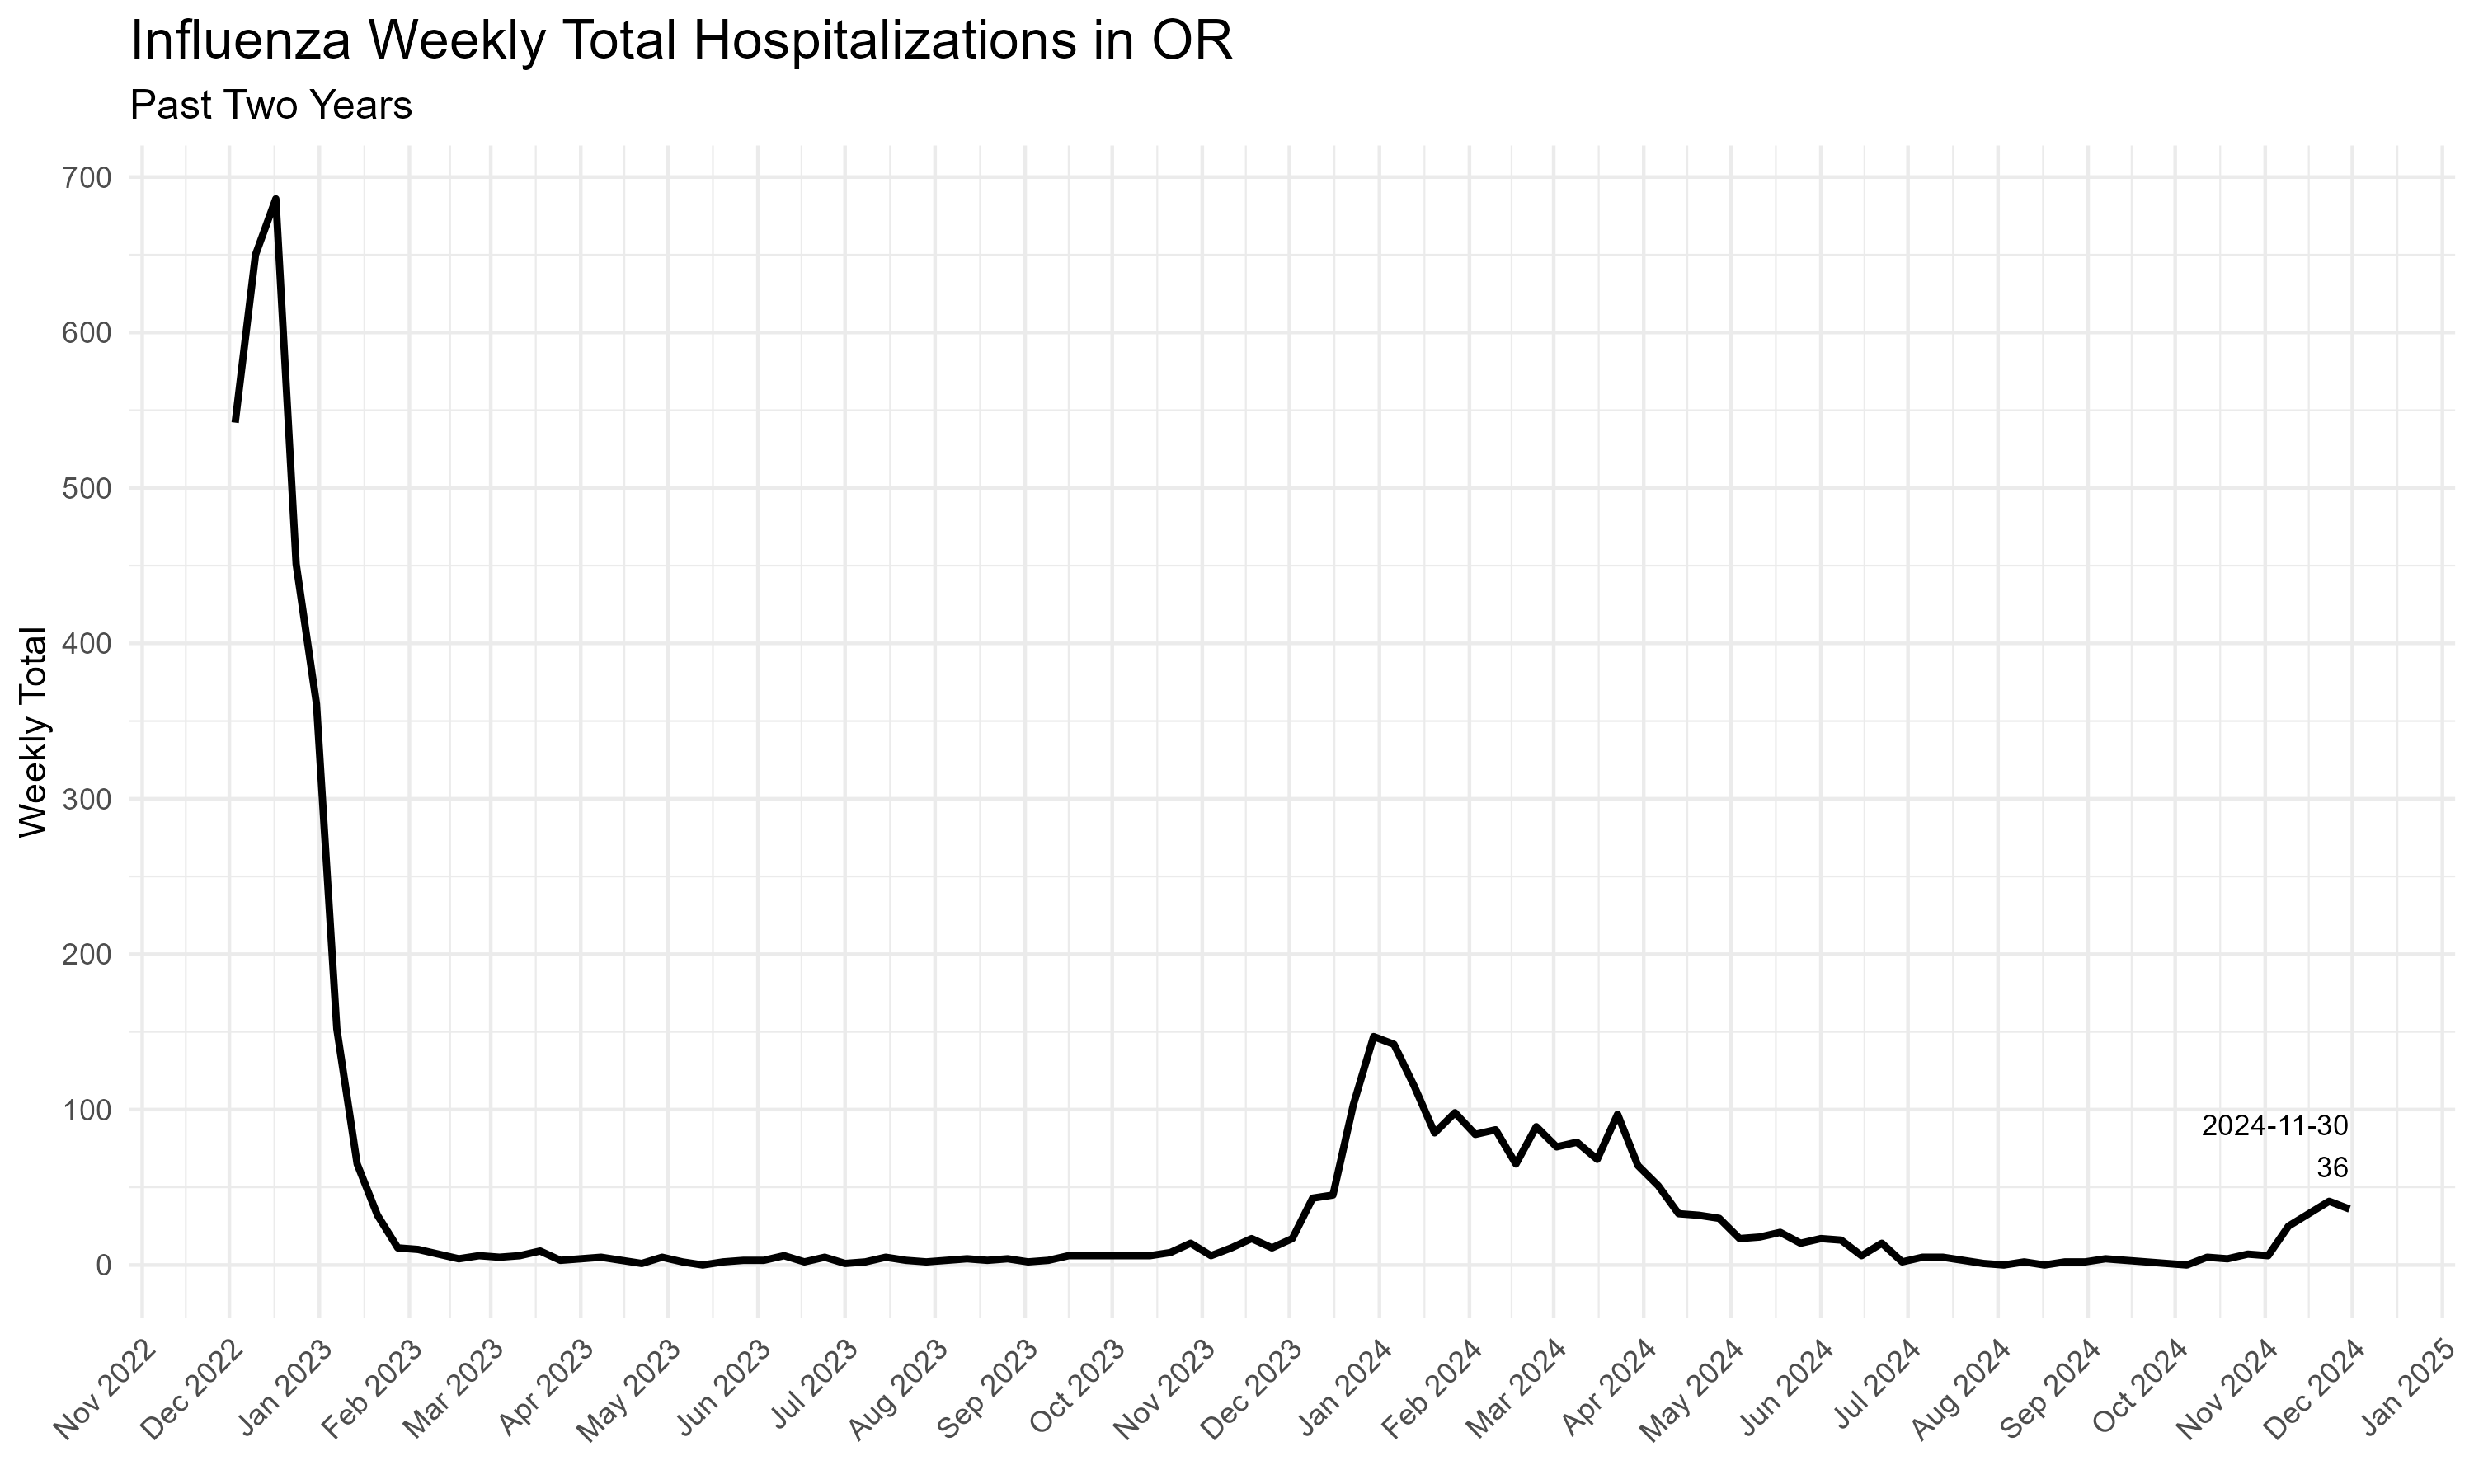 Influenza Weekly Total Hospitalizations in OR
Past Two Years
Weekly Total
700
600
500
400
300
200
100
0
2024-11-30
36
Nov 2022
Dec 2022
Jan 2023
Feb 2023
Mar 2023
Apr 2023
May 2023
Jun 2023
Jul 2023
Aug 2023
Sep 2023
Oct 2023
Nov 2023
Dec 2023
Jan 2024
Feb 2024
Mar 2024
Apr 2024
May 2024
Jun 2024
Jul 2024
Aug 2024
Sep 2024
Oct 2024
Nov 2024
Dec 2024
Jan 2025